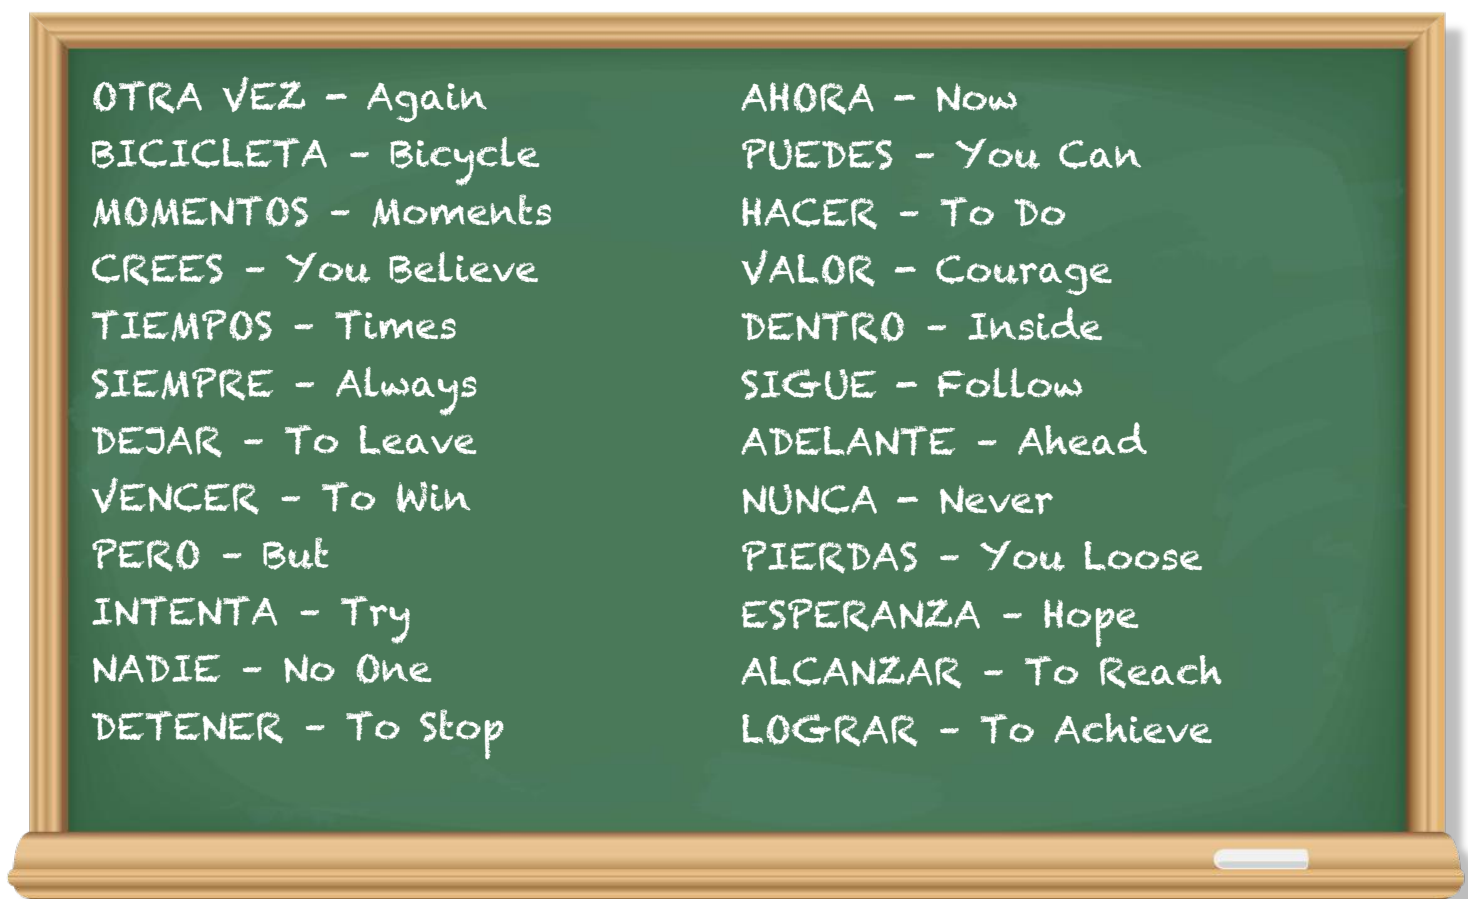 OTRA VEZ - Again
BICICLETA - Bicycle
MOMENTOS - Moments
CREES - You Believe
TIEMPOS - Times
SIEMPRE - Always
DEJAR - To Leave
VENCER - To Win
PERO - But
INTENTA - Try
NADIE - No One
DETENER - To Stop
AHORA - Now
PUEDES - You Can
HACER - To Do
VALOR - Courage
DENTRO - Inside
SIGUE - Follow
ADELANTE - Ahead
NUNCA - Never
PIERDAS - You Loose
ESPERANZA - Hope
ALCANZAR - To Reach
LOGRAR - To Achieve